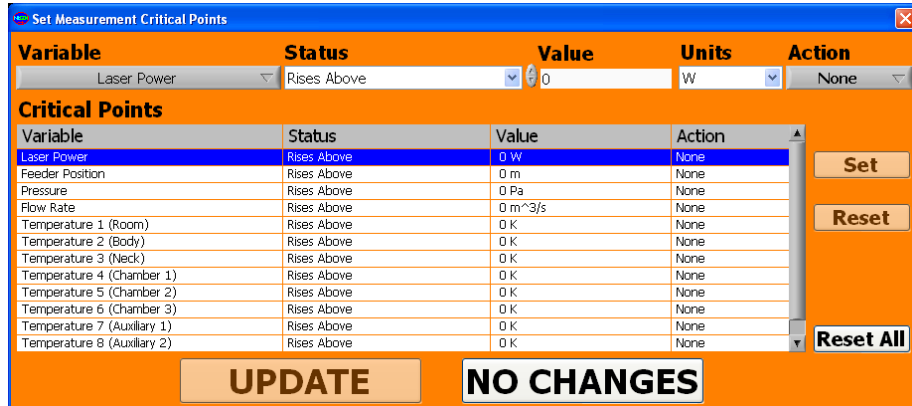 Set Measurement Critical Points
Variable Status Value Units Action
Laser Power Rises Above 0 W None
Critical Points
Variable Status Value Action
Laser Power Rises Above 0 W None
Feeder Position Rises Above 0 m None
Pressure Rises Above 0 Pa None
Flow Rate Rises Above 0 m^3/s None
Temperature 1 (Room) Rises Above 0 K None
Temperature 2 (Body) Rises Above 0 K None
Temperature 3 (Neck) Rises Above 0 K None
Temperature 4 (Chamber 1) Rises Above 0 K None
Temperature 5 (Chamber 2) Rises Above 0 K None
Temperature 6 (Chamber 3) Rises Above 0 K None
Temperature 7 (Auxiliary 1) Rises Above 0 K None
Temperature 8 (Auxiliary 2) Rises Above 0 K None
Set
Reset
Reset All
UPDATE NO CHANGES